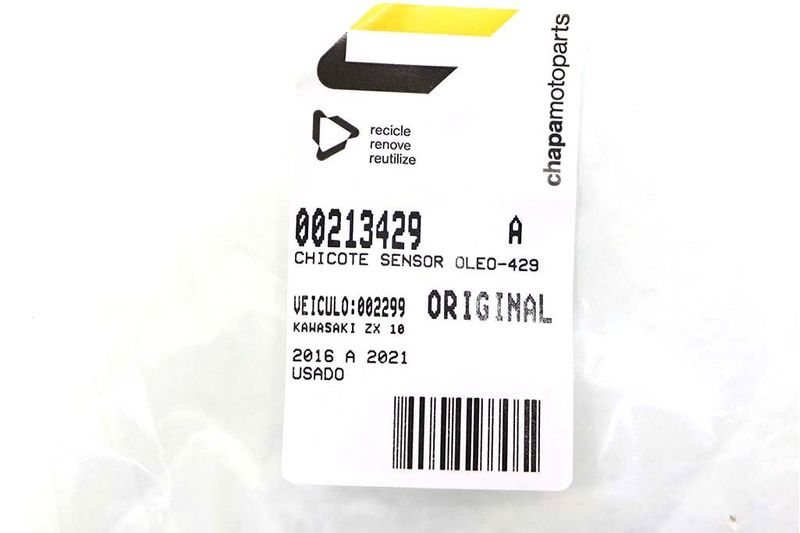 chapamotoparts
recicle
renove
reutilize
00213429 A
CHICOTE SENSOR OLEO-429
VEICULO:002299 ORIGINAL
KAWASAKI ZX 10
2016 A 2021
USADO